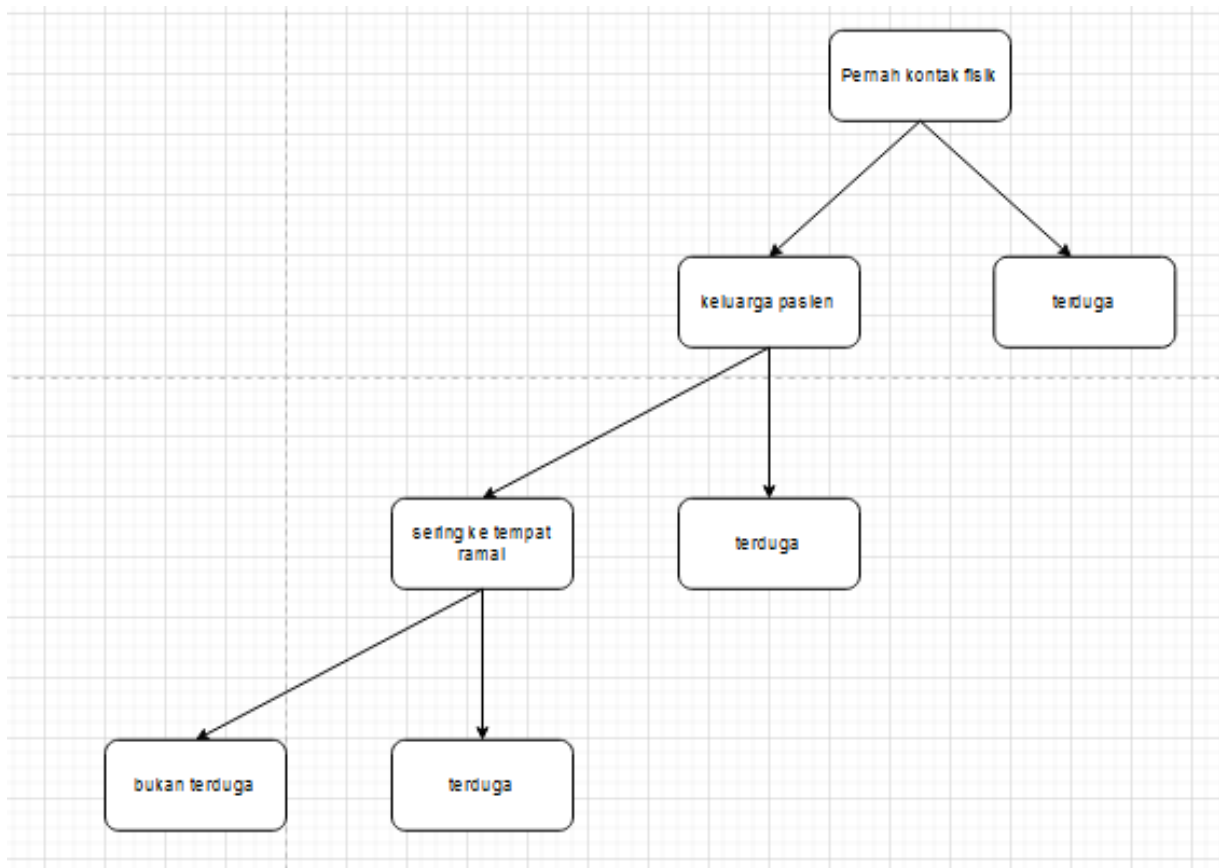 Pernah kontak fisik
keluarga pasien
terduga
sering ke tempat
ramai
terduga
bukan terduga
terduga